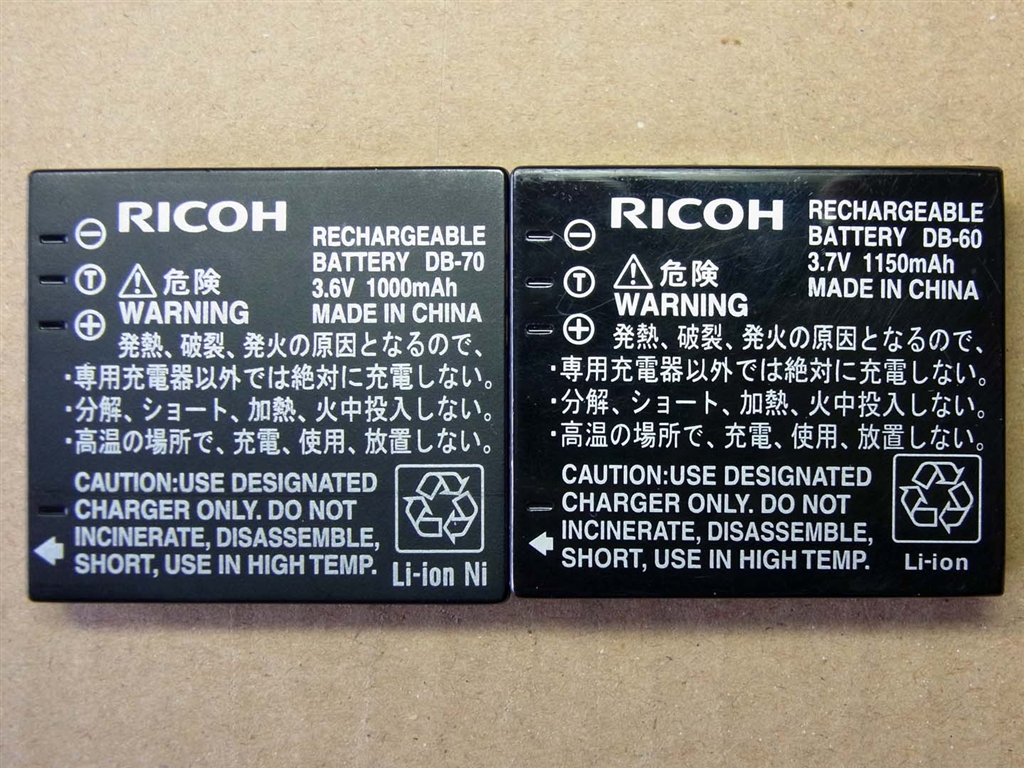 RICOH
RECHARGEABLE
BATTERY DB-70
3.6V 1000mAh
MADE IN CHINA
⊖
Ⓣ
⊕
⚠危険
WARNING
発熱、破裂、発火の原因となるので、
・専用充電器以外では絶対に充電しない。
・分解、ショート、加熱、火中投入しない。
・高温の場所で、充電、使用、放置しない。
CAUTION:USE DESIGNATED
CHARGER ONLY. DO NOT
INCINERATE, DISASSEMBLE,
SHORT, USE IN HIGH TEMP.
Li-ion Ni
RICOH
RECHARGEABLE
BATTERY DB-60
3.7V 1150mAh
MADE IN CHINA
⊖
Ⓣ
⊕
⚠危険
WARNING
発熱、破裂、発火の原因となるので、
・専用充電器以外では絶対に充電しない。
・分解、ショート、加熱、火中投入しない。
・高温の場所で、充電、使用、放置しない。
CAUTION:USE DESIGNATED
CHARGER ONLY. DO NOT
INCINERATE, DISASSEMBLE,
SHORT, USE IN HIGH TEMP.
Li-ion